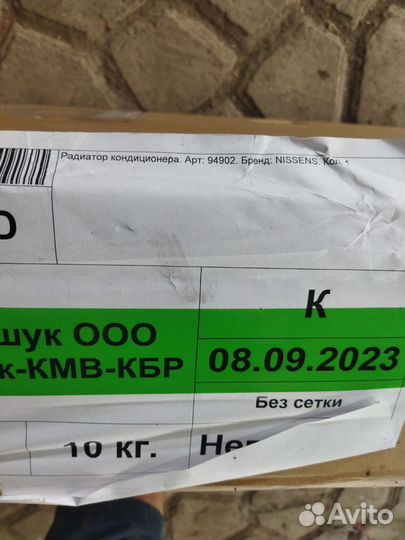 Радиатор кондиционера. Арт: 94902. Бренд: NISSENS. Кол
К
шук ООО
к-КМВ-КБР
08.09.2023
Без сетки
10 кг.
Avito